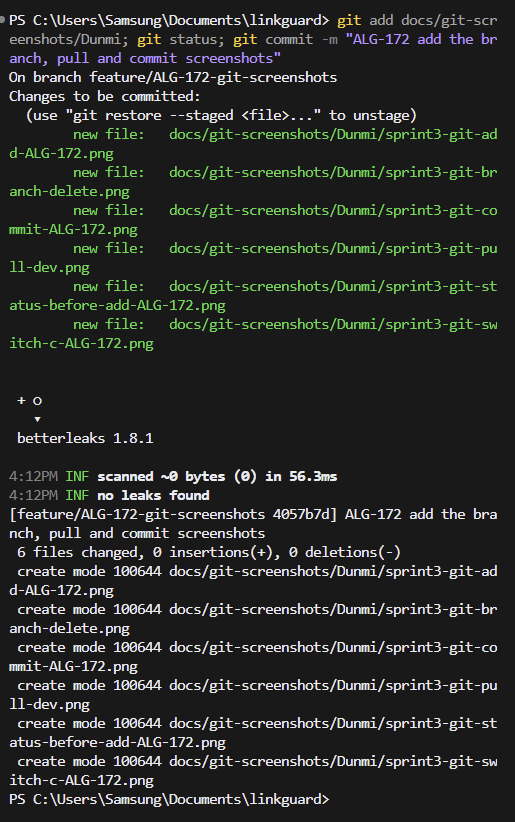 PS C:\Users\Samsung\Documents\linkguard> git add docs/git-scr
eenshots/Dunmi; git status; git commit -m "ALG-172 add the br
anch, pull and commit screenshots"
On branch feature/ALG-172-git-screenshots
Changes to be committed:
  (use "git restore --staged <file>..." to unstage)
        new file:   docs/git-screenshots/Dunmi/sprint3-git-ad
d-ALG-172.png
        new file:   docs/git-screenshots/Dunmi/sprint3-git-br
anch-delete.png
        new file:   docs/git-screenshots/Dunmi/sprint3-git-co
mmit-ALG-172.png
        new file:   docs/git-screenshots/Dunmi/sprint3-git-pu
ll-dev.png
        new file:   docs/git-screenshots/Dunmi/sprint3-git-st
atus-before-add-ALG-172.png
        new file:   docs/git-screenshots/Dunmi/sprint3-git-sw
itch-c-ALG-172.png
 + o
   ▾
 betterleaks 1.8.1
4:12PM INF scanned ~0 bytes (0) in 56.3ms
4:12PM INF no leaks found
[feature/ALG-172-git-screenshots 4057b7d] ALG-172 add the bra
nch, pull and commit screenshots
 6 files changed, 0 insertions(+), 0 deletions(-)
 create mode 100644 docs/git-screenshots/Dunmi/sprint3-git-ad
d-ALG-172.png
 create mode 100644 docs/git-screenshots/Dunmi/sprint3-git-br
anch-delete.png
 create mode 100644 docs/git-screenshots/Dunmi/sprint3-git-co
mmit-ALG-172.png
 create mode 100644 docs/git-screenshots/Dunmi/sprint3-git-pu
ll-dev.png
 create mode 100644 docs/git-screenshots/Dunmi/sprint3-git-st
atus-before-add-ALG-172.png
 create mode 100644 docs/git-screenshots/Dunmi/sprint3-git-sw
itch-c-ALG-172.png
PS C:\Users\Samsung\Documents\linkguard>